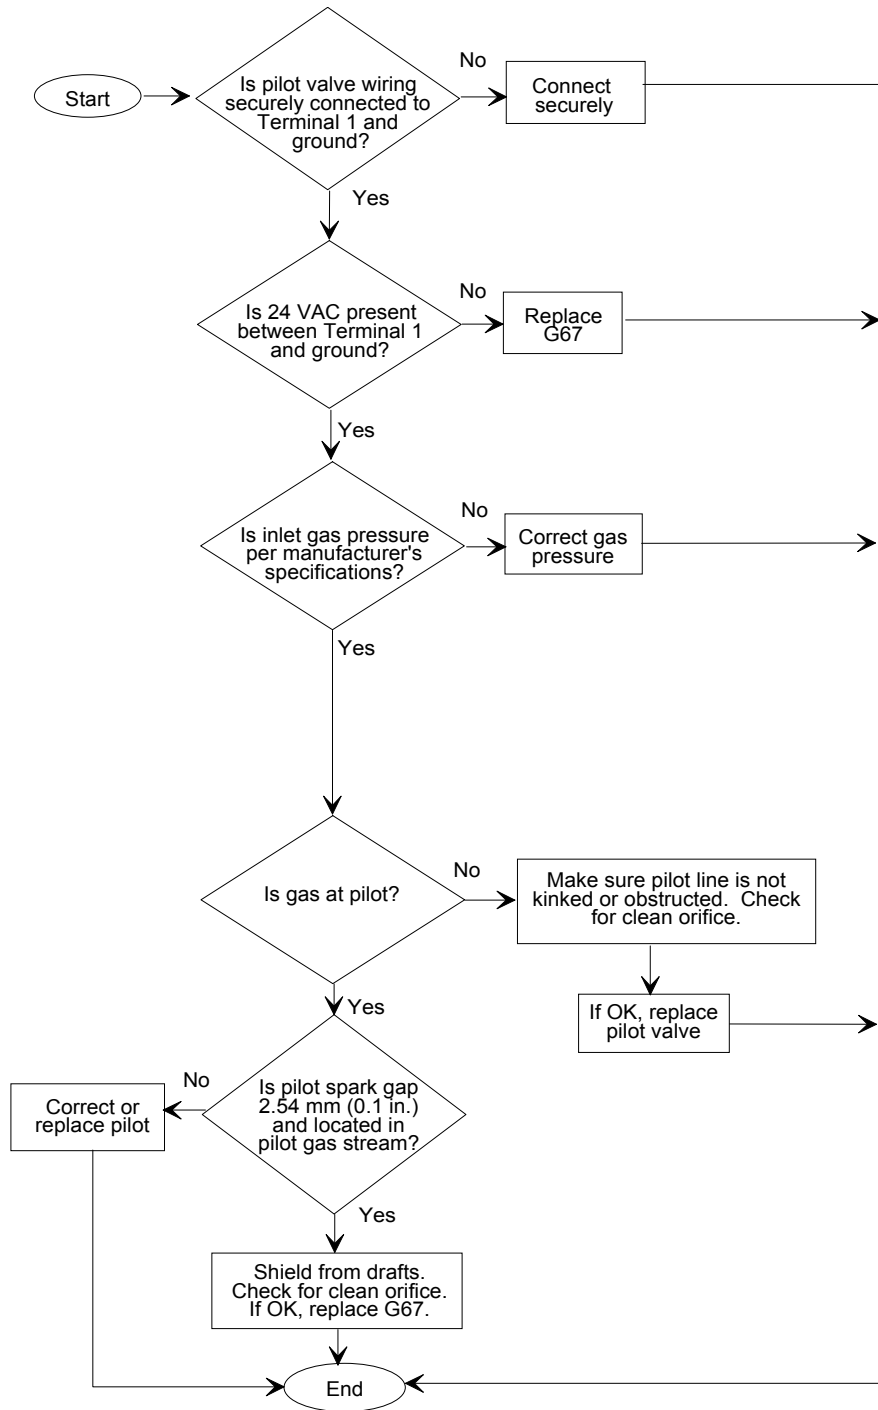 Start
Is pilot valve wiring
securely connected to
Terminal 1 and
ground?
No
Connect
securely
Yes
Is 24 VAC present
between Terminal 1
and ground?
No
Replace
G67
Yes
Is inlet gas pressure
per manufacturer's
specifications?
No
Correct gas
pressure
Yes
Is gas at pilot?
No
Make sure pilot line is not
kinked or obstructed.  Check
for clean orifice.
If OK, replace
pilot valve
Yes
Is pilot spark gap
2.54 mm (0.1 in.)
and located in
pilot gas stream?
No
Correct or
replace pilot
Yes
Shield from drafts.
Check for clean orifice.
If OK, replace G67.
End